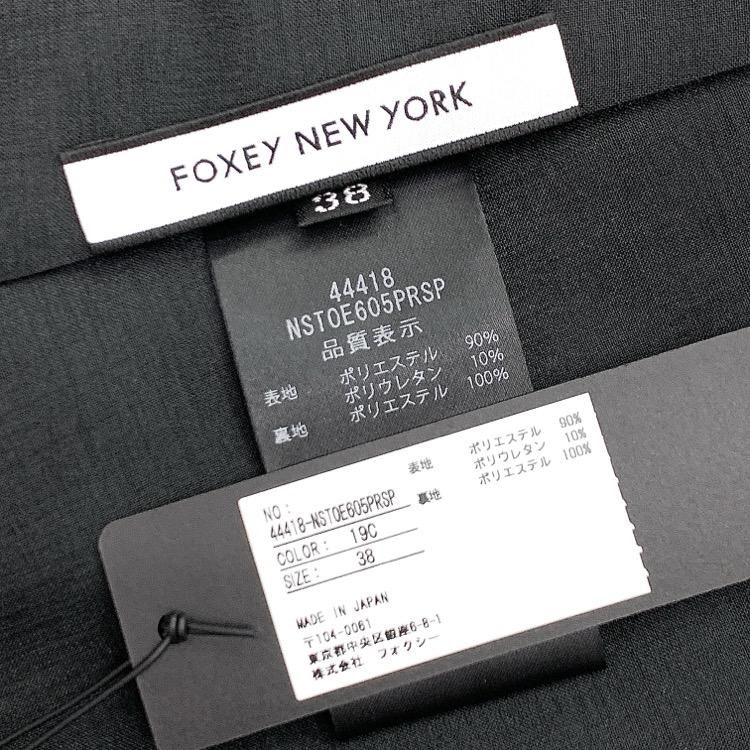 FOXEY NEW YORK
38
44418
NSTOE605PRSP
品質表示
表地 ポリエステル 90%
ポリウレタン 10%
裏地 ポリエステル 100%
表地 ポリエステル 90%
ポリウレタン 10%
裏地 ポリエステル 100%
NO:
44418-NSTOE605PRSP
COLOR: 19C
SIZE: 38
MADE IN JAPAN
〒104-0061
東京都中央区銀座6-8-1
株式会社 フォクシー